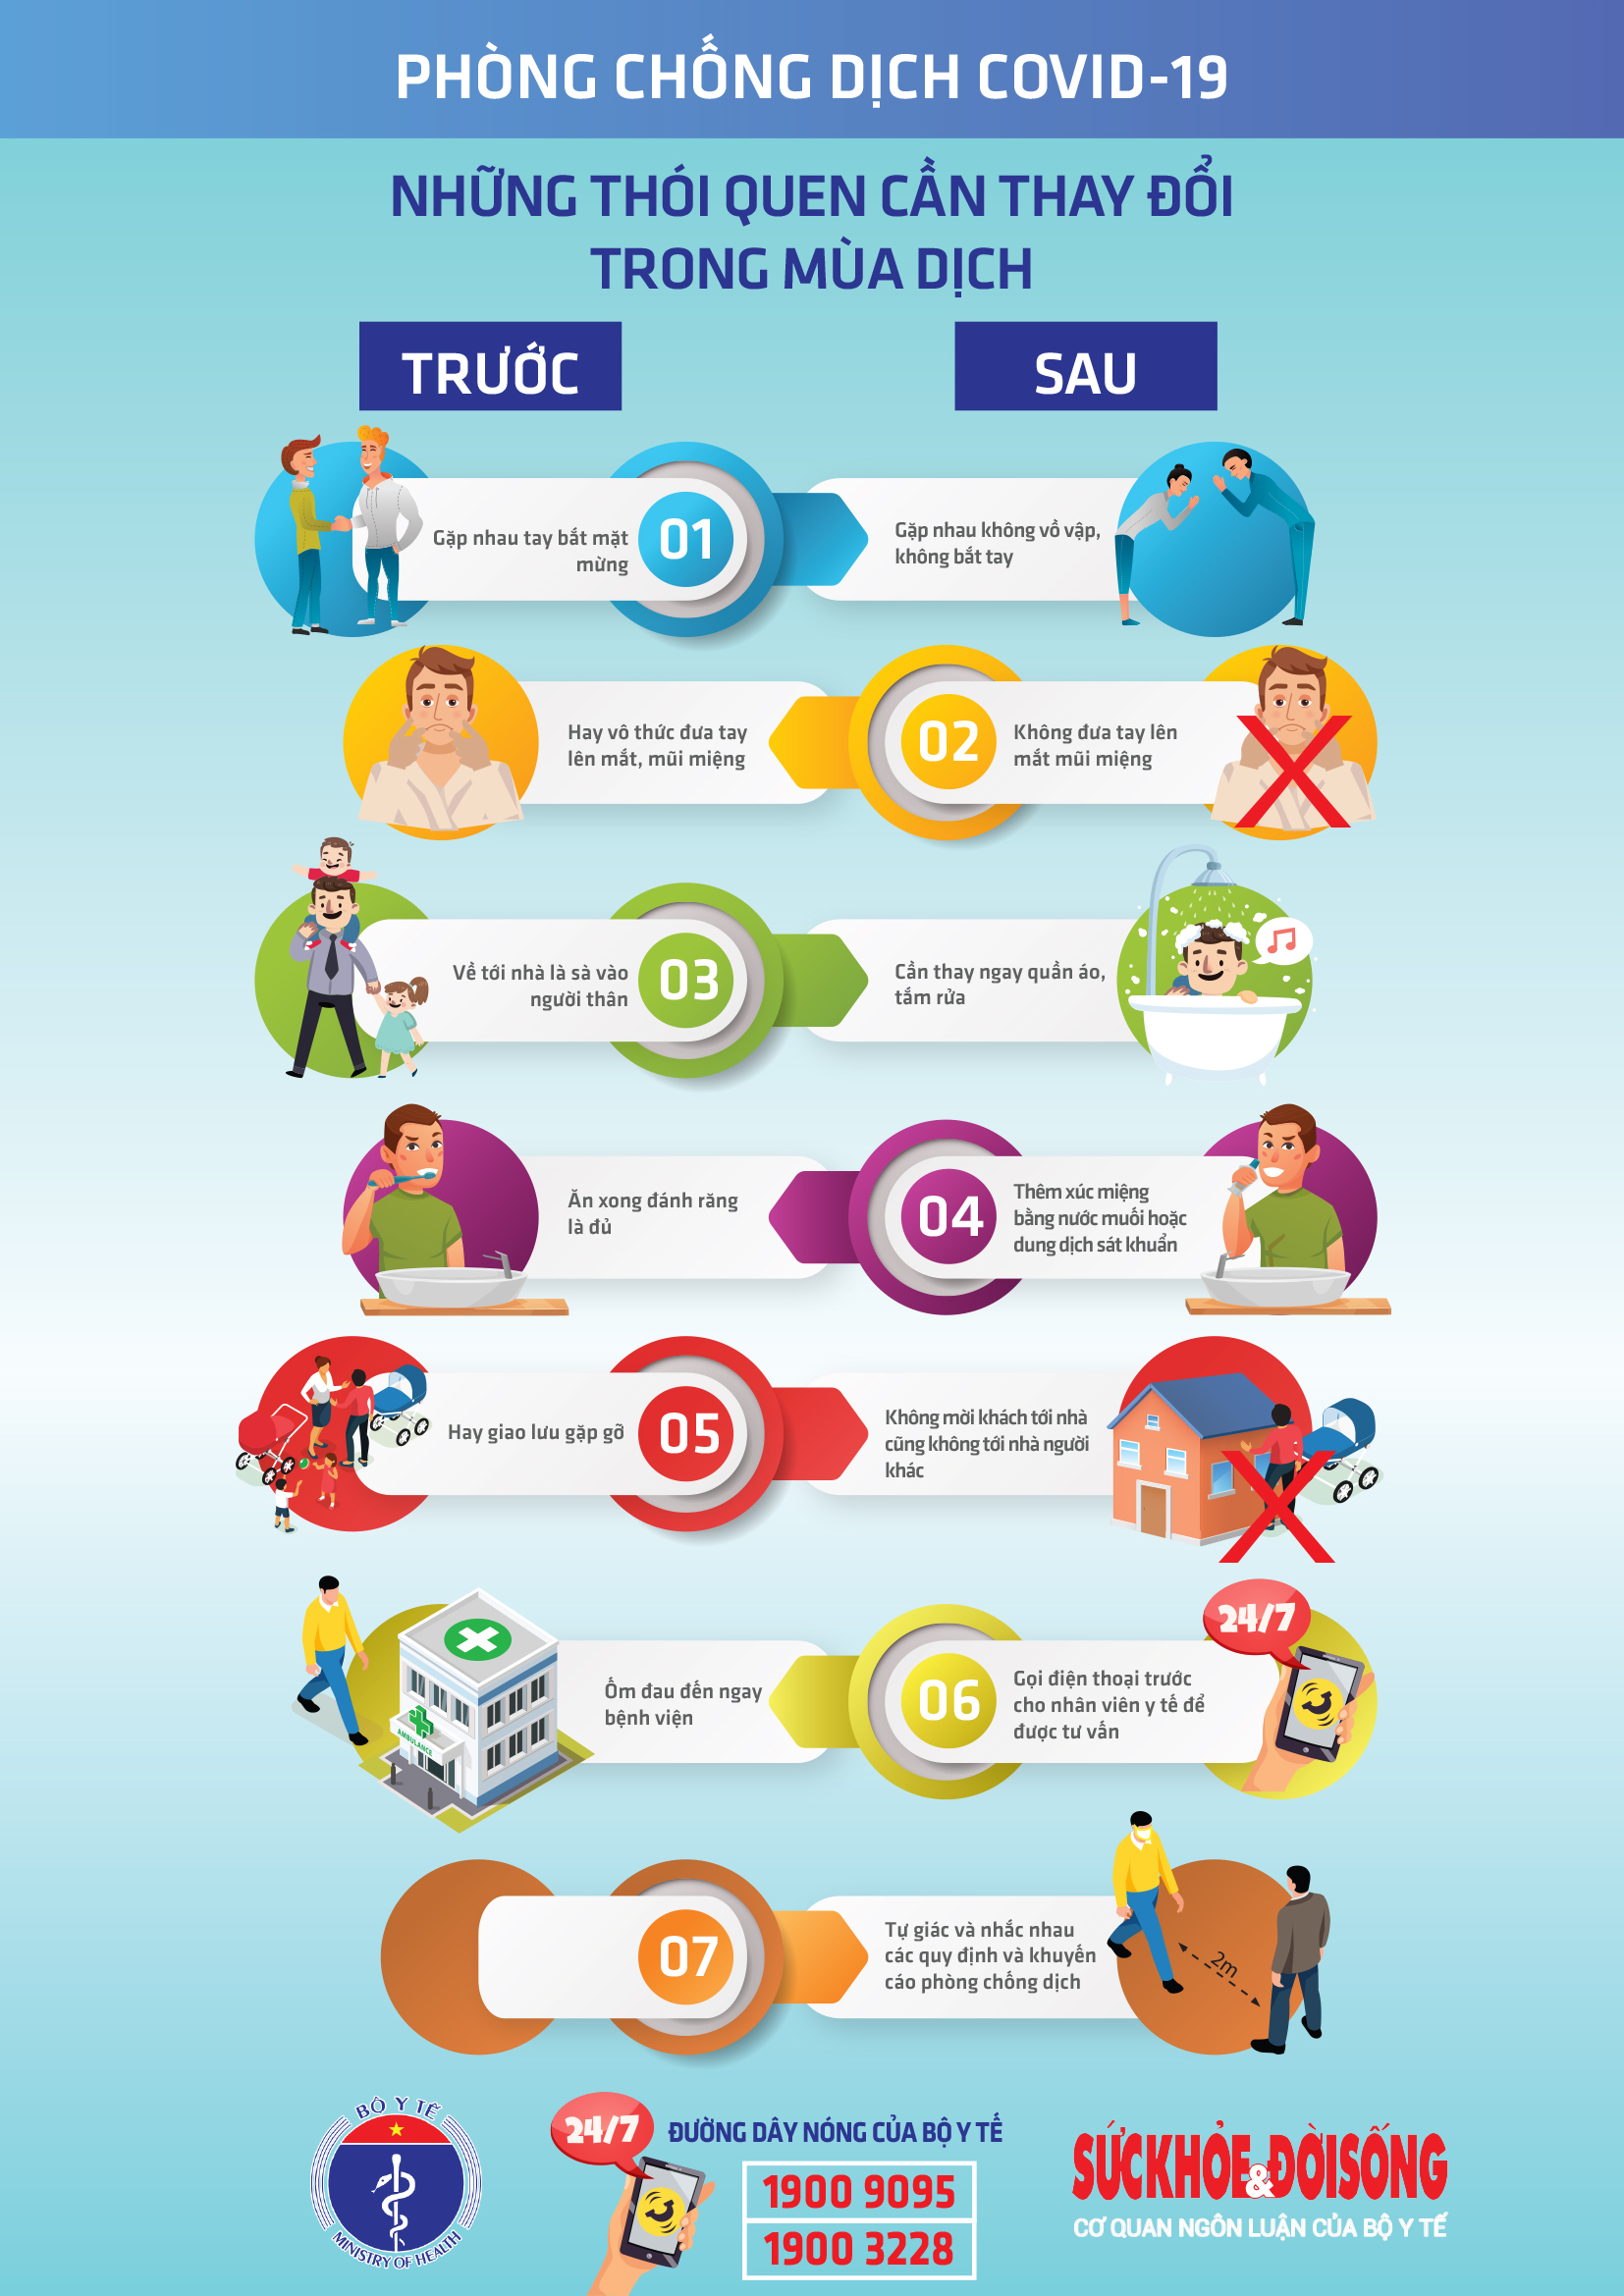 PHÒNG CHỐNG DỊCH COVID-19
NHỮNG THÓI QUEN CẦN THAY ĐỔI
TRONG MÙA DỊCH
TRƯỚC
SAU
Gặp nhau tay bắt mặt
mừng
01
Gặp nhau không vồ vập,
không bắt tay
Hay vô thức đưa tay
lên mắt, mũi miệng
02
Không đưa tay lên
mắt mũi miệng
Về tới nhà là sà vào
người thân
03
Cần thay ngay quần áo,
tắm rửa
Ăn xong đánh răng
là đủ
04
Thêm xúc miệng
bằng nước muối hoặc
dung dịch sát khuẩn
Hay giao lưu gặp gỡ
05
Không mời khách tới nhà
cũng không tới nhà người
khác
AMBULANCE
Ốm đau đến ngay
bệnh viện
06
Gọi điện thoại trước
cho nhân viên y tế để
được tư vấn
24/7
07
Tự giác và nhắc nhau
các quy định và khuyến
cáo phòng chống dịch
2m
BỘ Y TẾ
MINISTRY OF HEALTH
24/7
ĐƯỜNG DÂY NÓNG CỦA BỘ Y TẾ
1900 9095
1900 3228
SỨCKHỎE&ĐỜISỐNG
CƠ QUAN NGÔN LUẬN CỦA BỘ Y TẾ